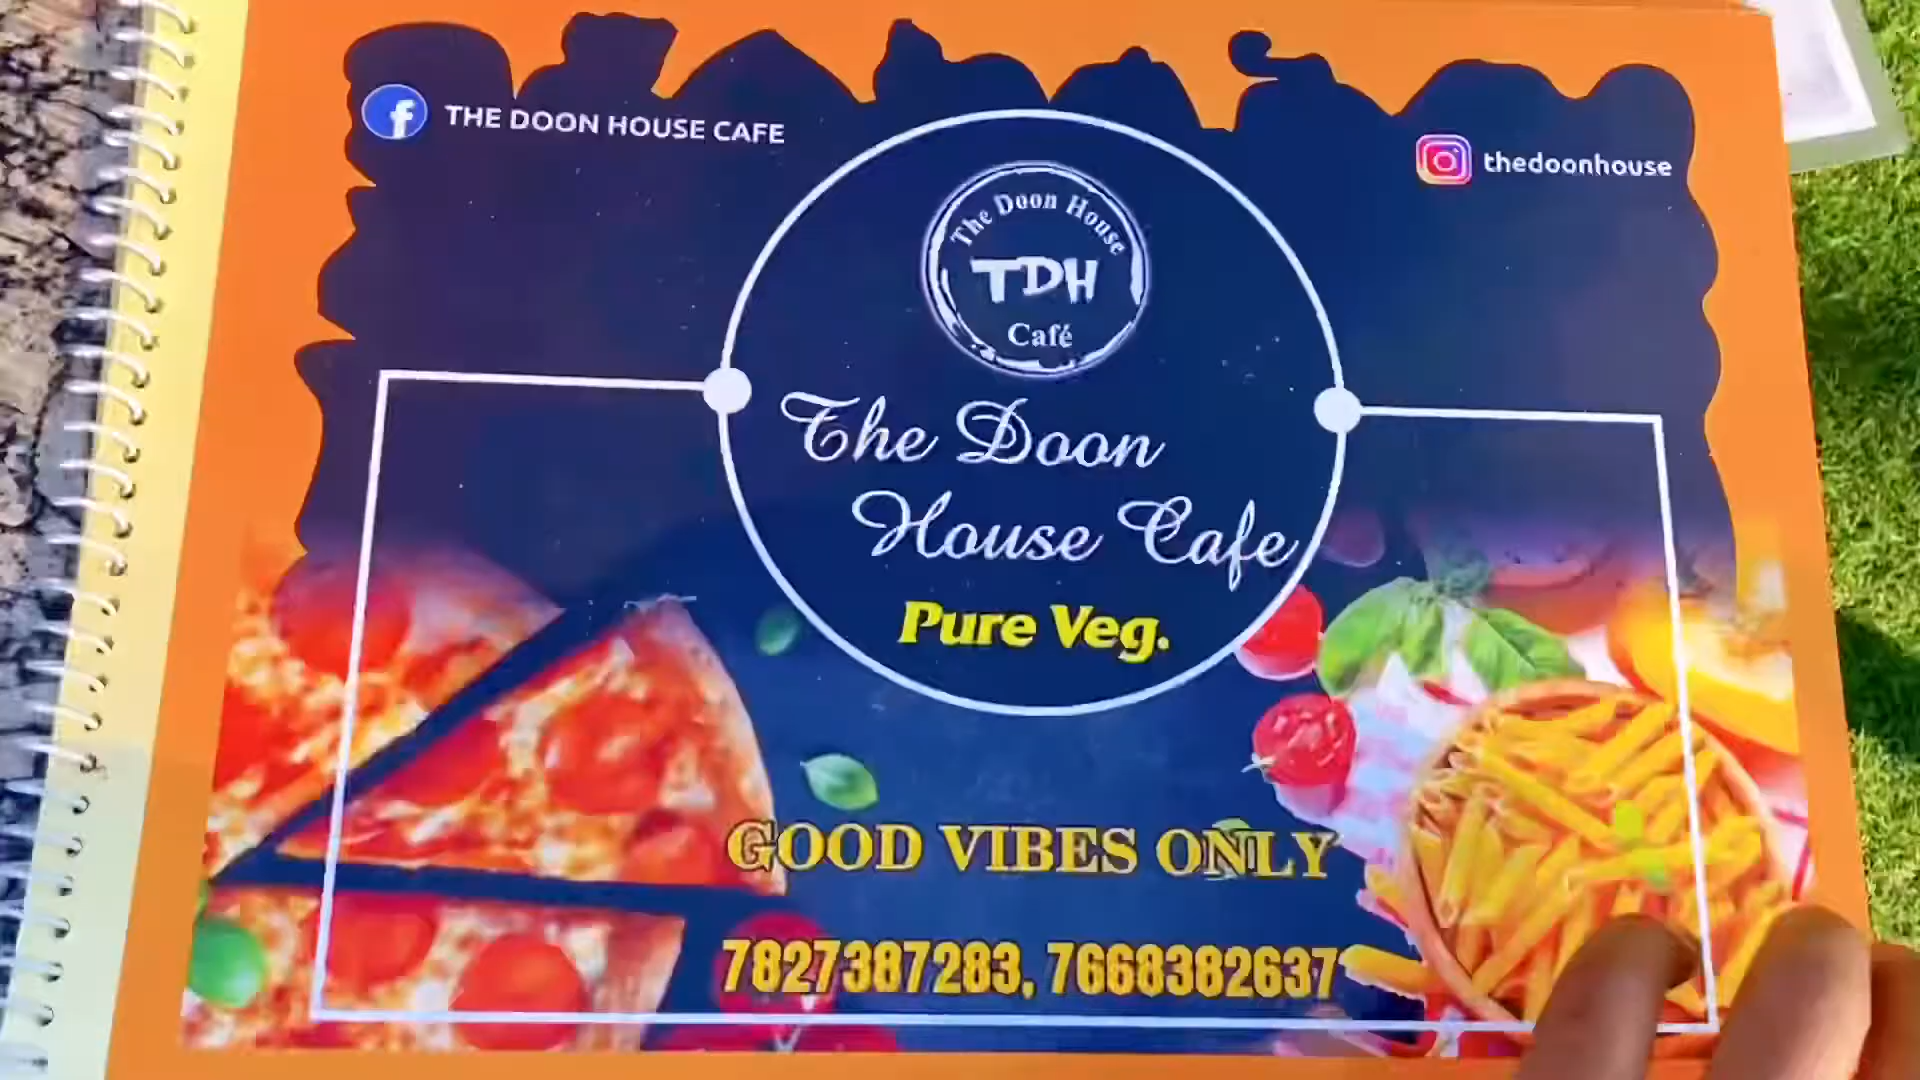 THE DOON HOUSE CAFE
thedoonhouse
The Doon House
TDH
Café
The Doon
House Cafe
Pure Veg.
GOOD VIBES ONLY
7827387283, 7668382637